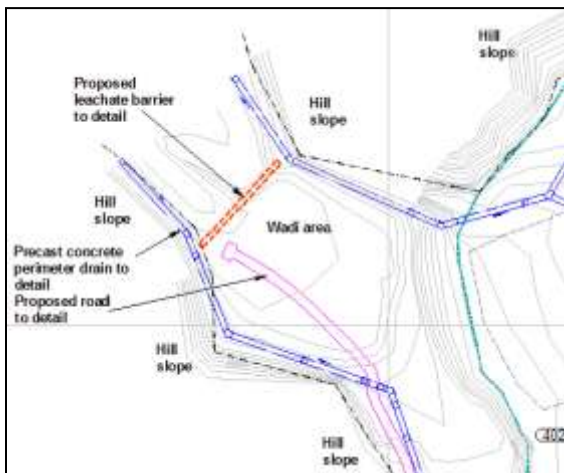 Hill
slope
Proposed
leachate barrier
to detail
Hill
slope
Hill
slope
Wadi area
Precast concrete
perimeter drain to
detail
Proposed road
to detail
Hill
slope
Hill
slope
402